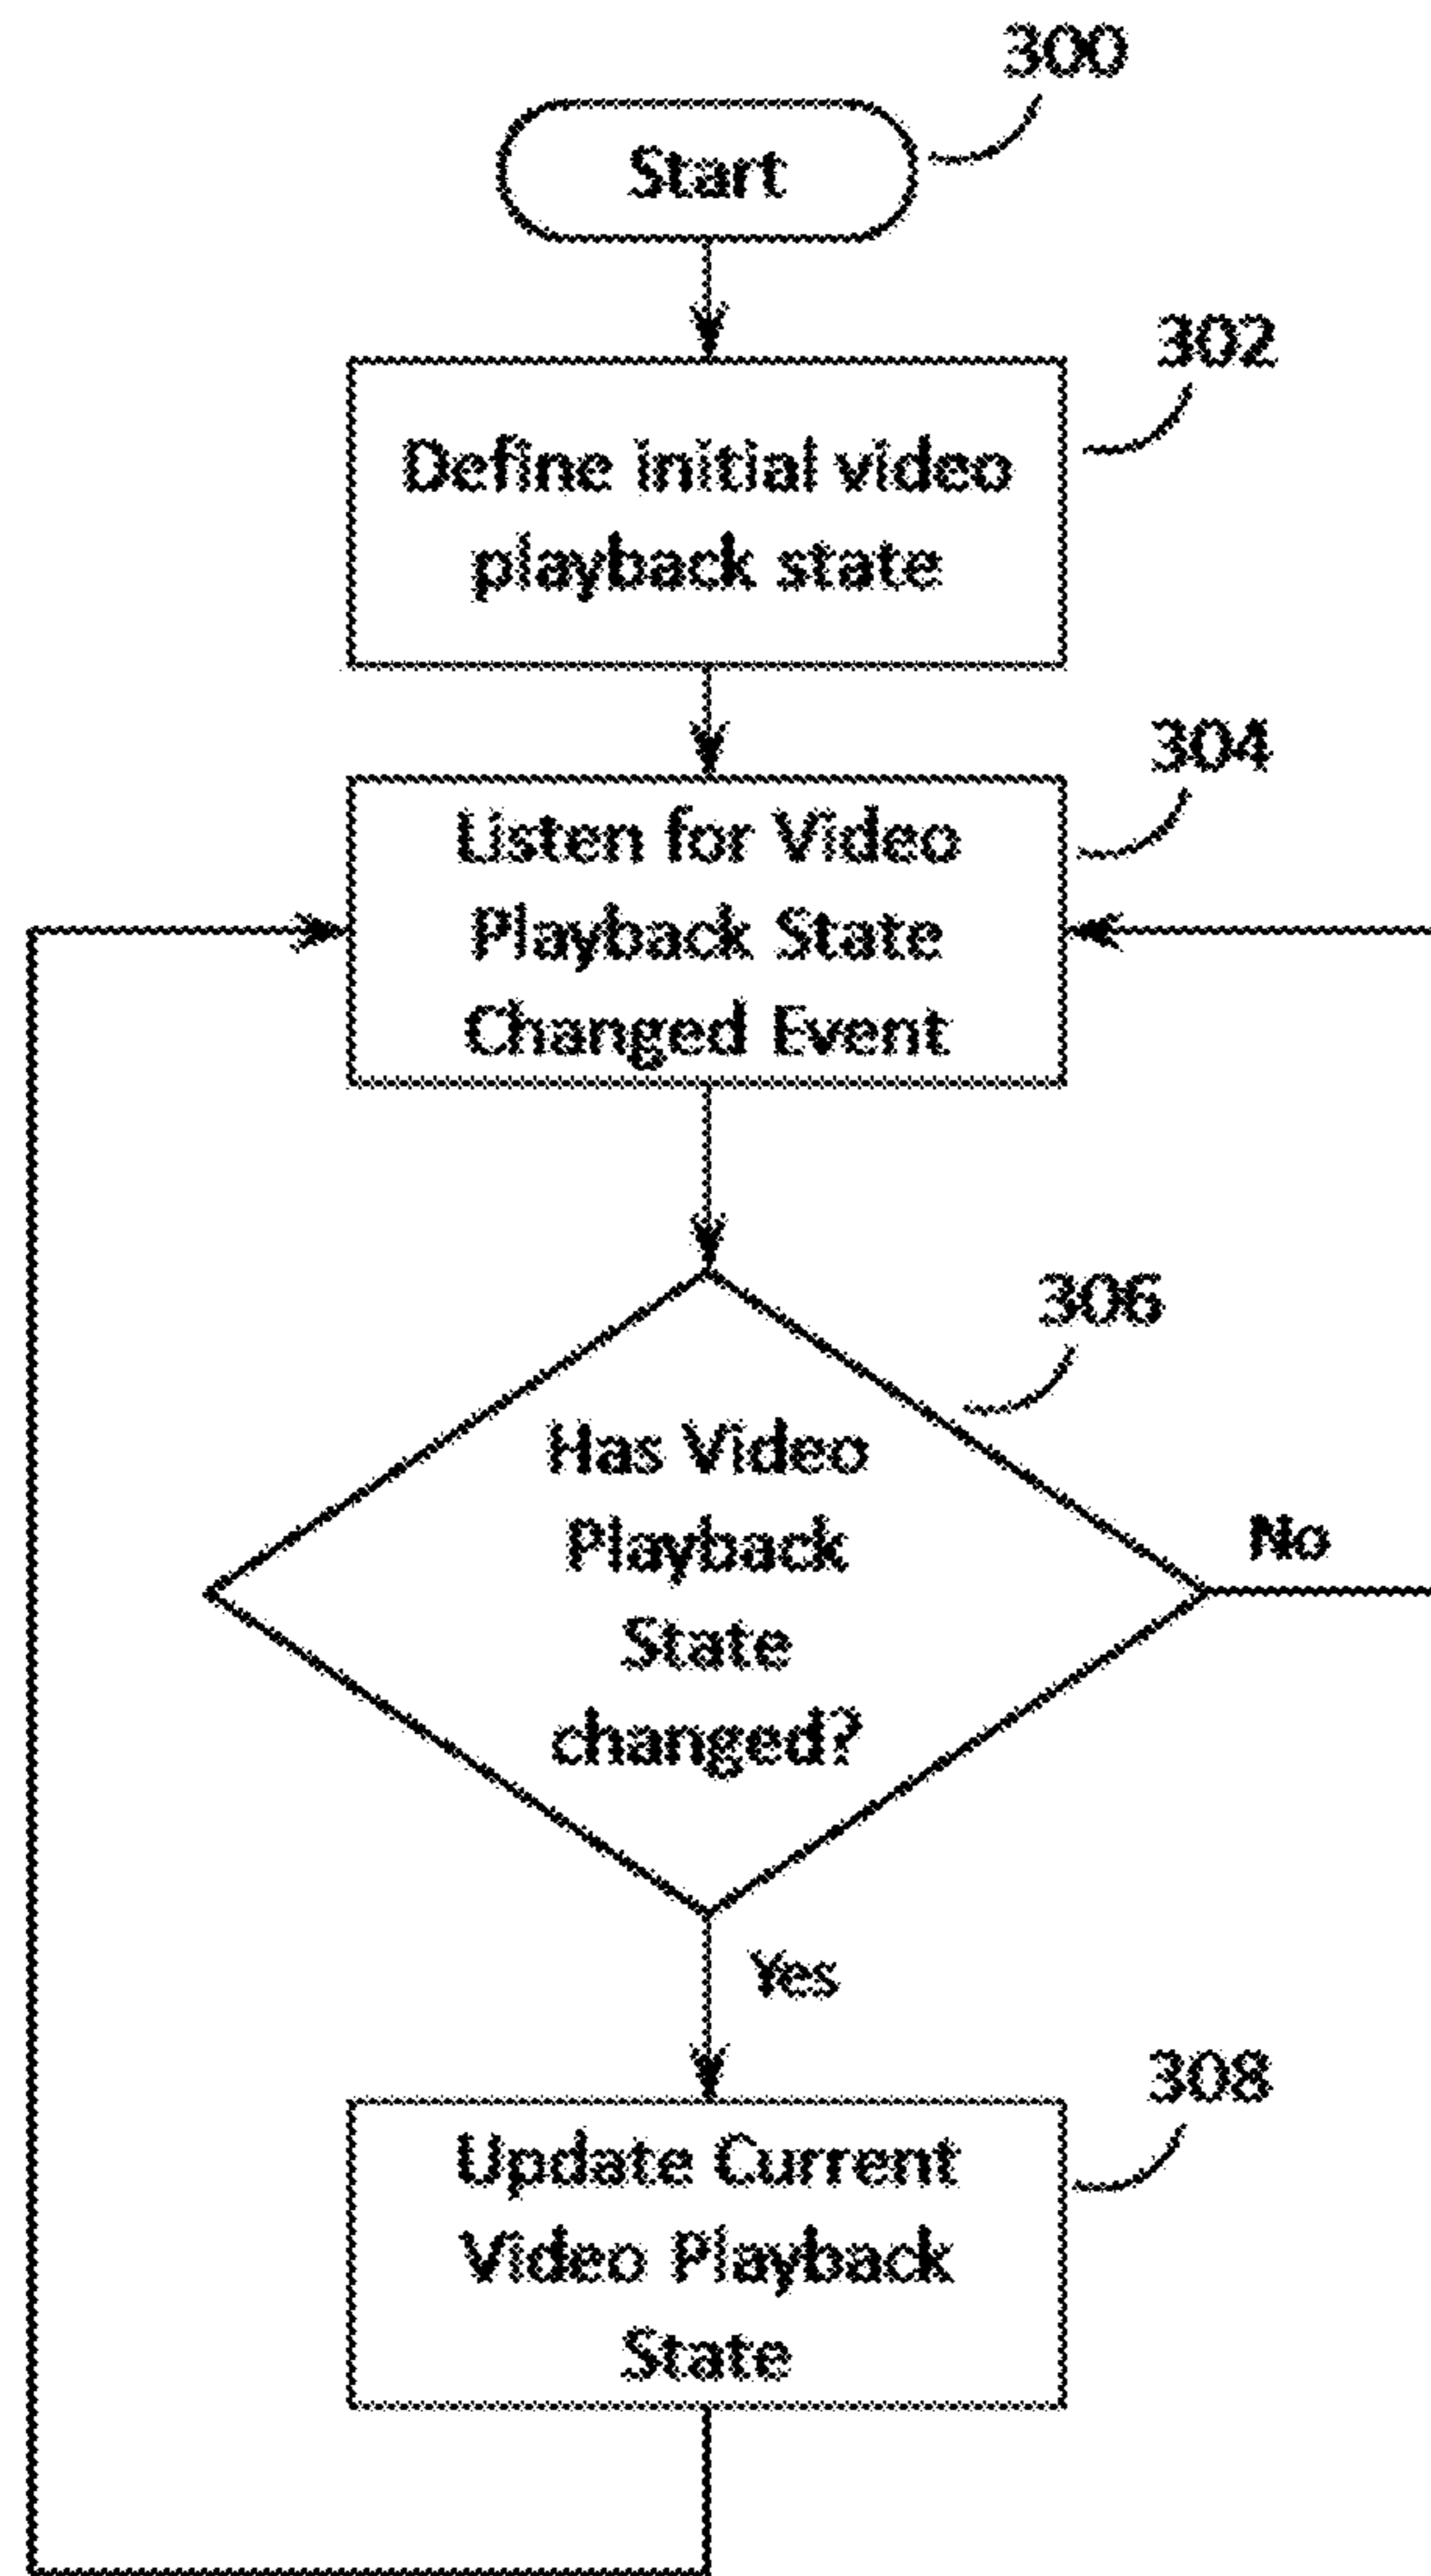 300
Start
302
Define initial video
playback state
304
Listen for Video
Playback State
Changed Event
306
Has Video
Playback
State
changed?
No
Yes
308
Update Current
Video Playback
State